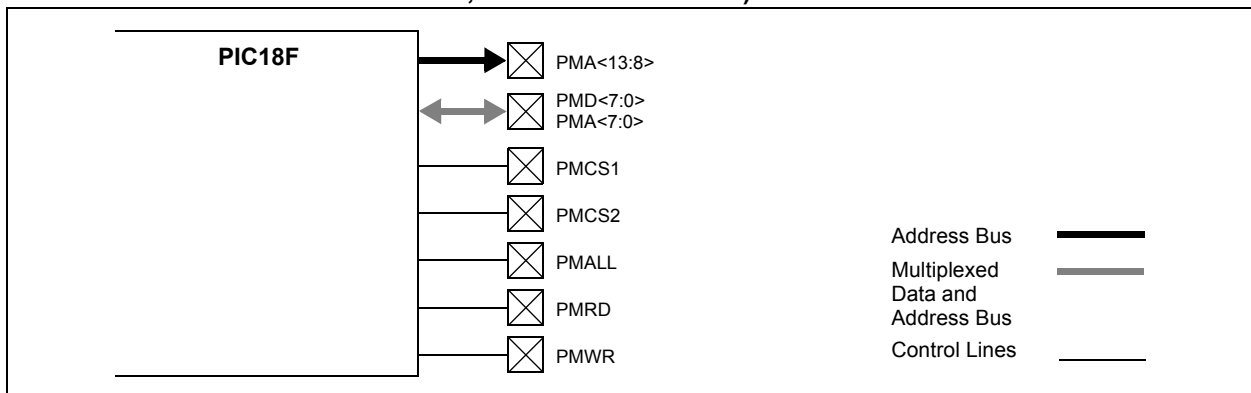 PIC18F
PMA<13:8>
PMD<7:0>
PMA<7:0>
PMCS1
PMCS2
PMALL
PMRD
PMWR
Address Bus
Multiplexed
Data and
Address Bus
Control Lines